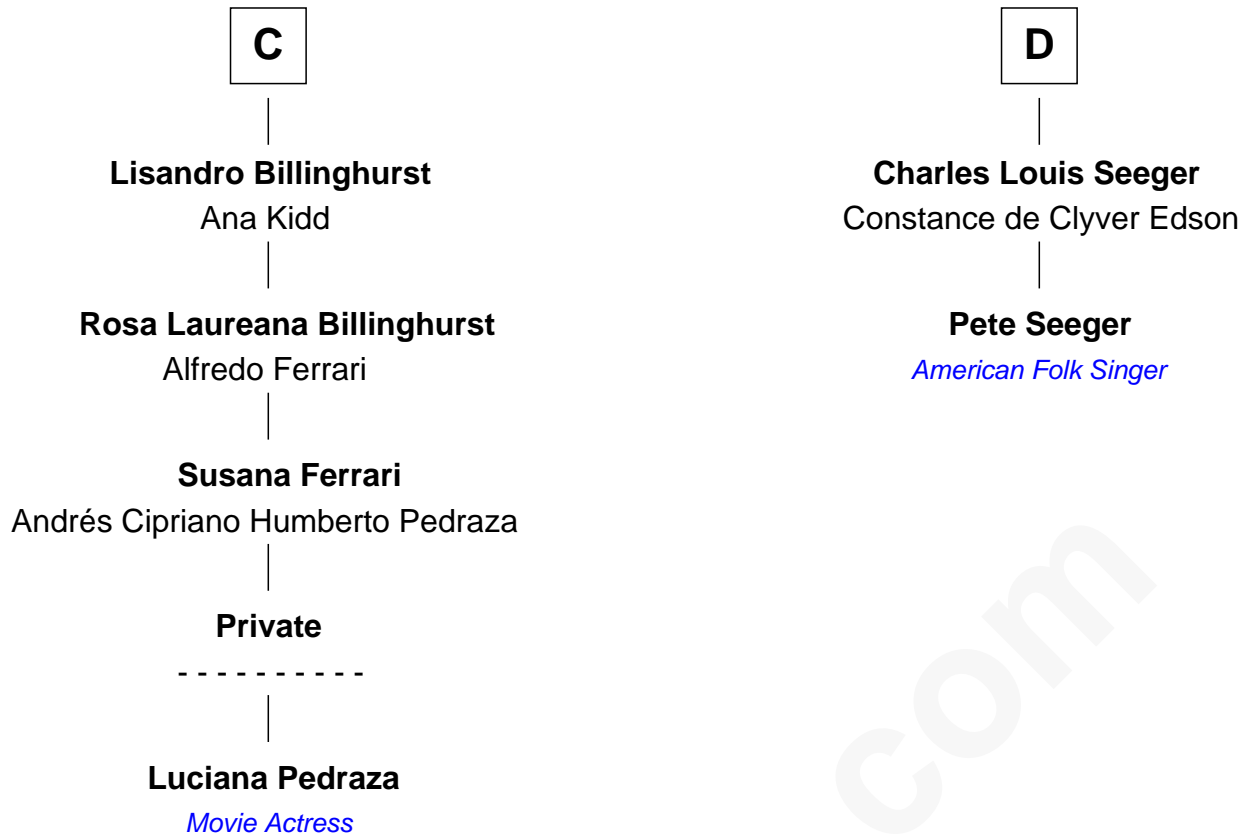 C
Lisandro Billinghurst
Ana Kidd
Rosa Laureana Billinghurst
Alfredo Ferrari
Susana Ferrari
Andrés Cipriano Humberto Pedraza
Private
- - - - - - - - - -
Luciana Pedraza
Movie Actress
D
Charles Louis Seeger
Constance de Clyver Edson
Pete Seeger
American Folk Singer
com